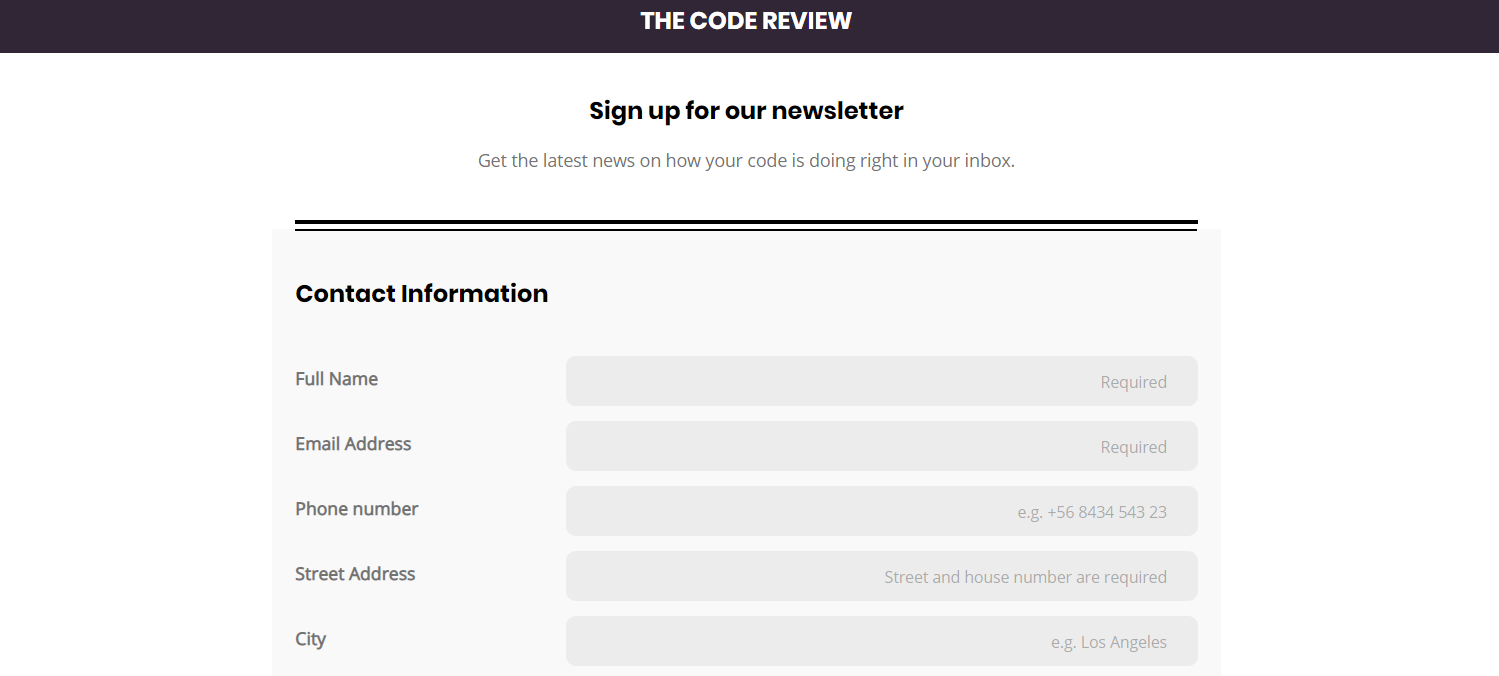 THE CODE REVIEW
Sign up for our newsletter
Get the latest news on how your code is doing right in your inbox.
Contact Information
Full Name
Required
Email Address
Required
Phone number
e.g. +56 8434 543 23
Street Address
Street and house number are required
City
e.g. Los Angeles